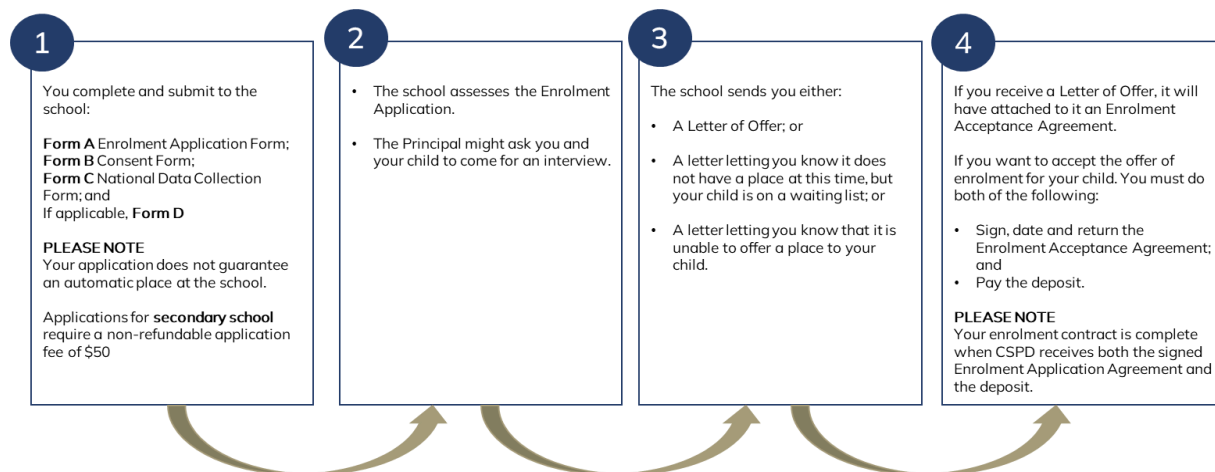 1
You complete and submit to the
school:
Form A Enrolment Application Form;
Form B Consent Form;
Form C National Data Collection
Form; and
If applicable, Form D
PLEASE NOTE
Your application does not guarantee
an automatic place at the school.
Applications for secondary school
require a non-refundable application
fee of $50
2
• The school assesses the Enrolment
Application.
• The Principal might ask you and
your child to come for an interview.
3
The school sends you either:
• A Letter of Offer; or
• A letter letting you know it does
not have a place at this time, but
your child is on a waiting list; or
• A letter letting you know that it is
unable to offer a place to your
child.
4
If you receive a Letter of Offer, it will
have attached to it an Enrolment
Acceptance Agreement.
If you want to accept the offer of
enrolment for your child. You must do
both of the following:
• Sign, date and return the
Enrolment Acceptance Agreement;
and
• Pay the deposit.
PLEASE NOTE
Your enrolment contract is complete
when CSPD receives both the signed
Enrolment Application Agreement and
the deposit.